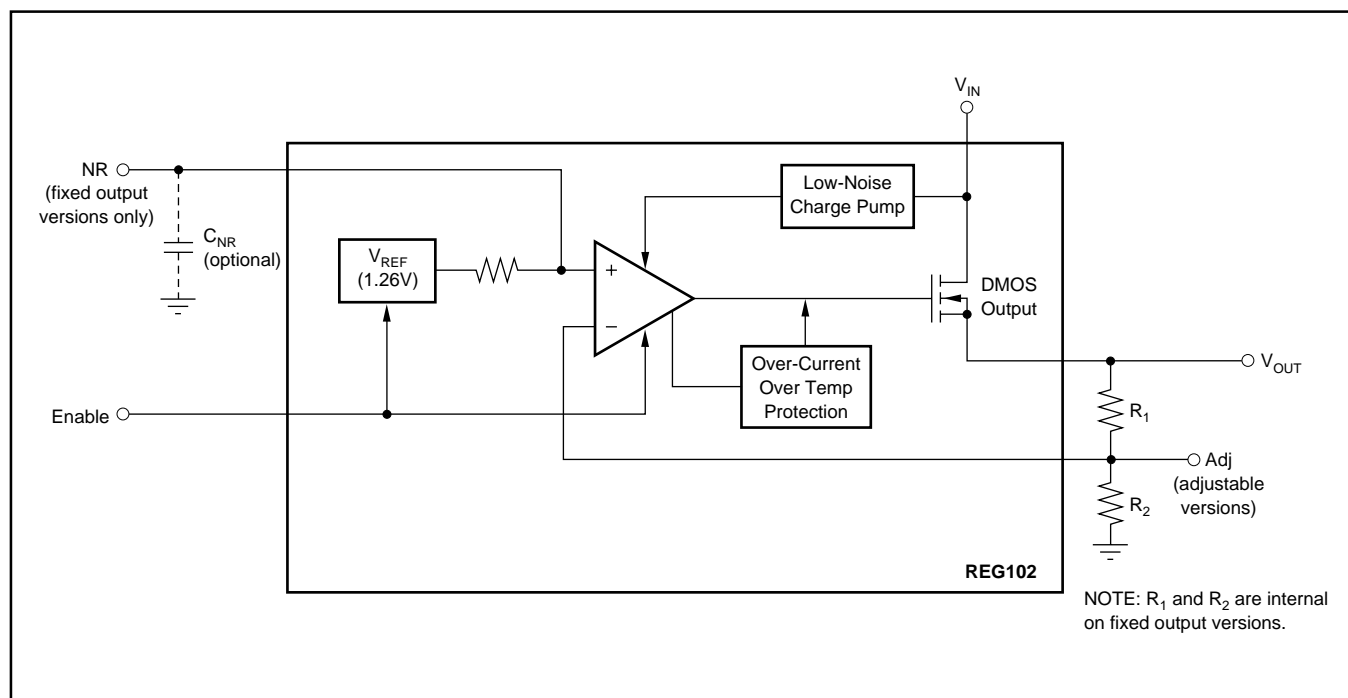 V_IN
NR
(fixed output
versions only)
C_NR
(optional)
Low-Noise
Charge Pump
V_REF
(1.26V)
+
–
DMOS
Output
Over-Current
Over Temp
Protection
V_OUT
R_1
Enable
Adj
(adjustable
versions)
R_2
REG102
NOTE: R_1 and R_2 are internal
on fixed output versions.